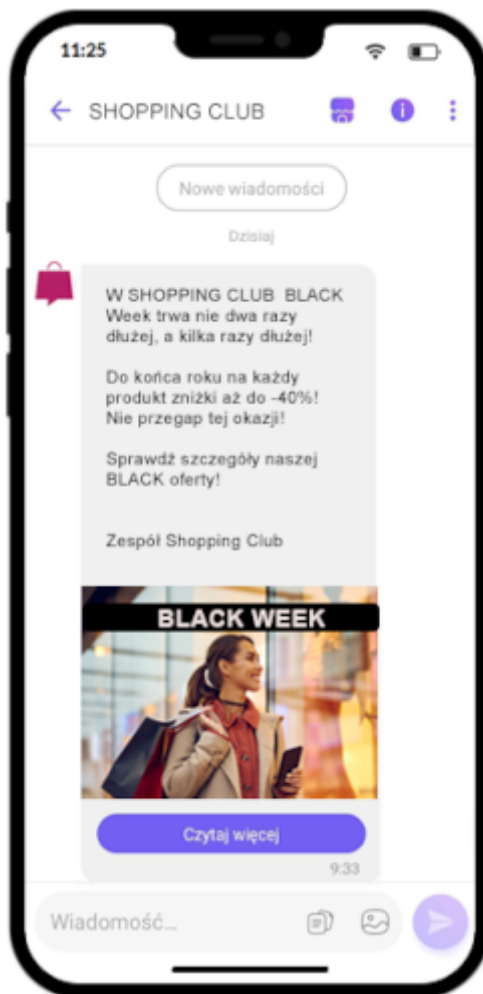 11:25
SHOPPING CLUB
Nowe wiadomości
Dzisiaj
W SHOPPING CLUB BLACK
Week trwa nie dwa razy
dłużej, a kilka razy dłużej!
Do końca roku na każdy
produkt zniżki aż do -40%!
Nie przegap tej okazji!
Sprawdź szczegóły naszej
BLACK oferty!
Zespół Shopping Club
BLACK WEEK
Czytaj więcej
9:33
Wiadomość...